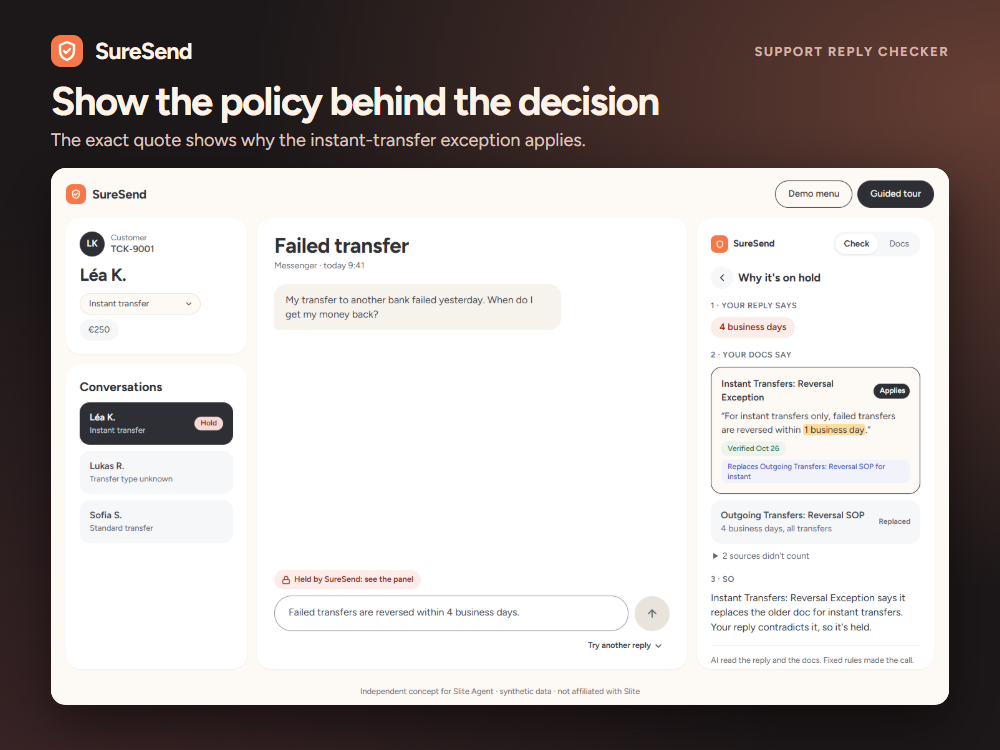 SureSend
SUPPORT REPLY CHECKER
Show the policy behind the decision
The exact quote shows why the instant-transfer exception applies.
SureSend
Demo menu
Guided tour
LK
Customer
TCK-9001
Léa K.
Instant transfer
€250
Conversations
Léa K.
Instant transfer
Hold
Lukas R.
Transfer type unknown
Sofia S.
Standard transfer
Failed transfer
Messenger · today 9:41
My transfer to another bank failed yesterday. When do I
get my money back?
Held by SureSend: see the panel
Failed transfers are reversed within 4 business days.
Try another reply
SureSend
Check
Docs
Why it's on hold
1 · YOUR REPLY SAYS
4 business days
2 · YOUR DOCS SAY
Instant Transfers: Reversal
Exception
Applies
"For instant transfers only, failed transfers
are reversed within 1 business day."
Verified Oct 26
Replaces Outgoing Transfers: Reversal SOP for
instant
Outgoing Transfers: Reversal SOP
4 business days, all transfers
Replaced
2 sources didn't count
3 · SO
Instant Transfers: Reversal Exception says it
replaces the older doc for instant transfers.
Your reply contradicts it, so it's held.
AI read the reply and the docs. Fixed rules made the call.
Independent concept for Slite Agent · synthetic data · not affiliated with Slite